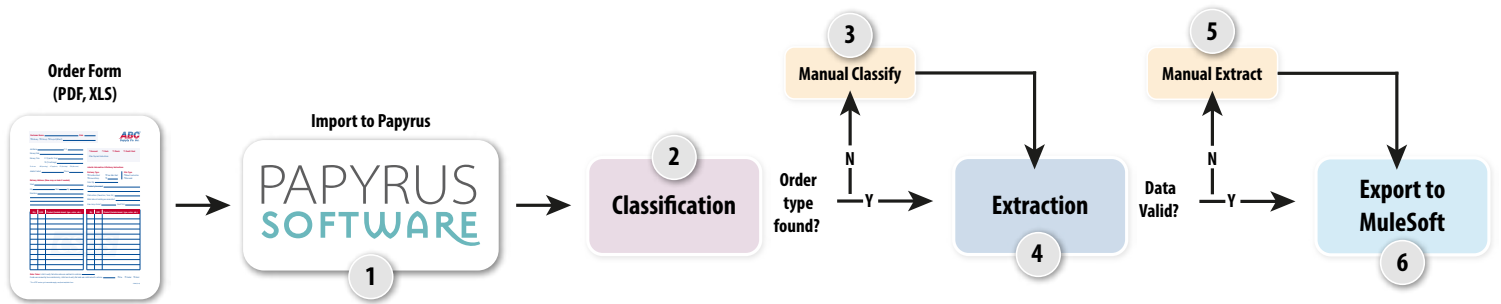 Order Form
(PDF, XLS)
ABC
Import to Papyrus
PAPYRUS
SOFTWARE
1
2
Classification
Order
type
found?
3
Manual Classify
N
Y
Extraction
4
Data
Valid?
5
Manual Extract
N
Y
Export to
MuleSoft
6